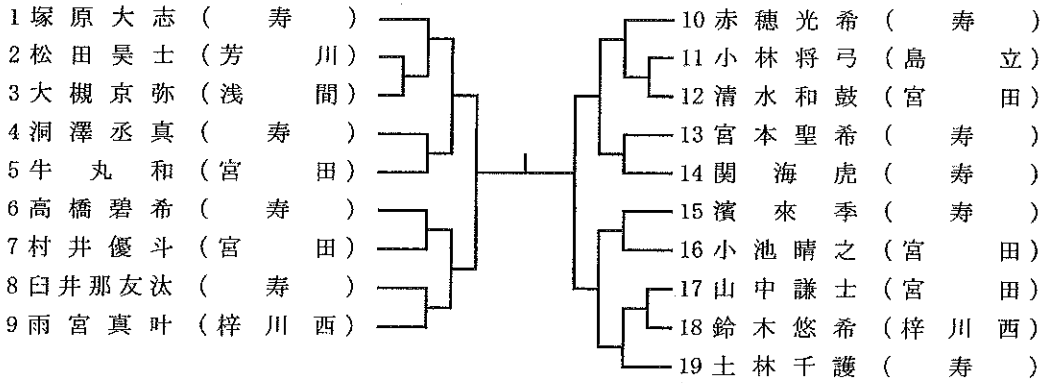 1 塚原大志 (寿)
2 松田昊士 (芳川)
3 大槻京弥 (浅間)
4 洞澤丞真 (寿)
5 牛丸和 (宮田)
6 高橋碧希 (寿)
7 村井優斗 (宮田)
8 臼井那友汰 (寿)
9 雨宮真叶 (梓川西)
10 赤穂光希 (寿)
11 小林将弓 (島立)
12 清水和鼓 (宮田)
13 宮本聖希 (寿)
14 関海虎 (寿)
15 濱來季 (寿)
16 小池晴之 (宮田)
17 山中謙士 (宮田)
18 鈴木悠希 (梓川西)
19 土林千護 (寿)